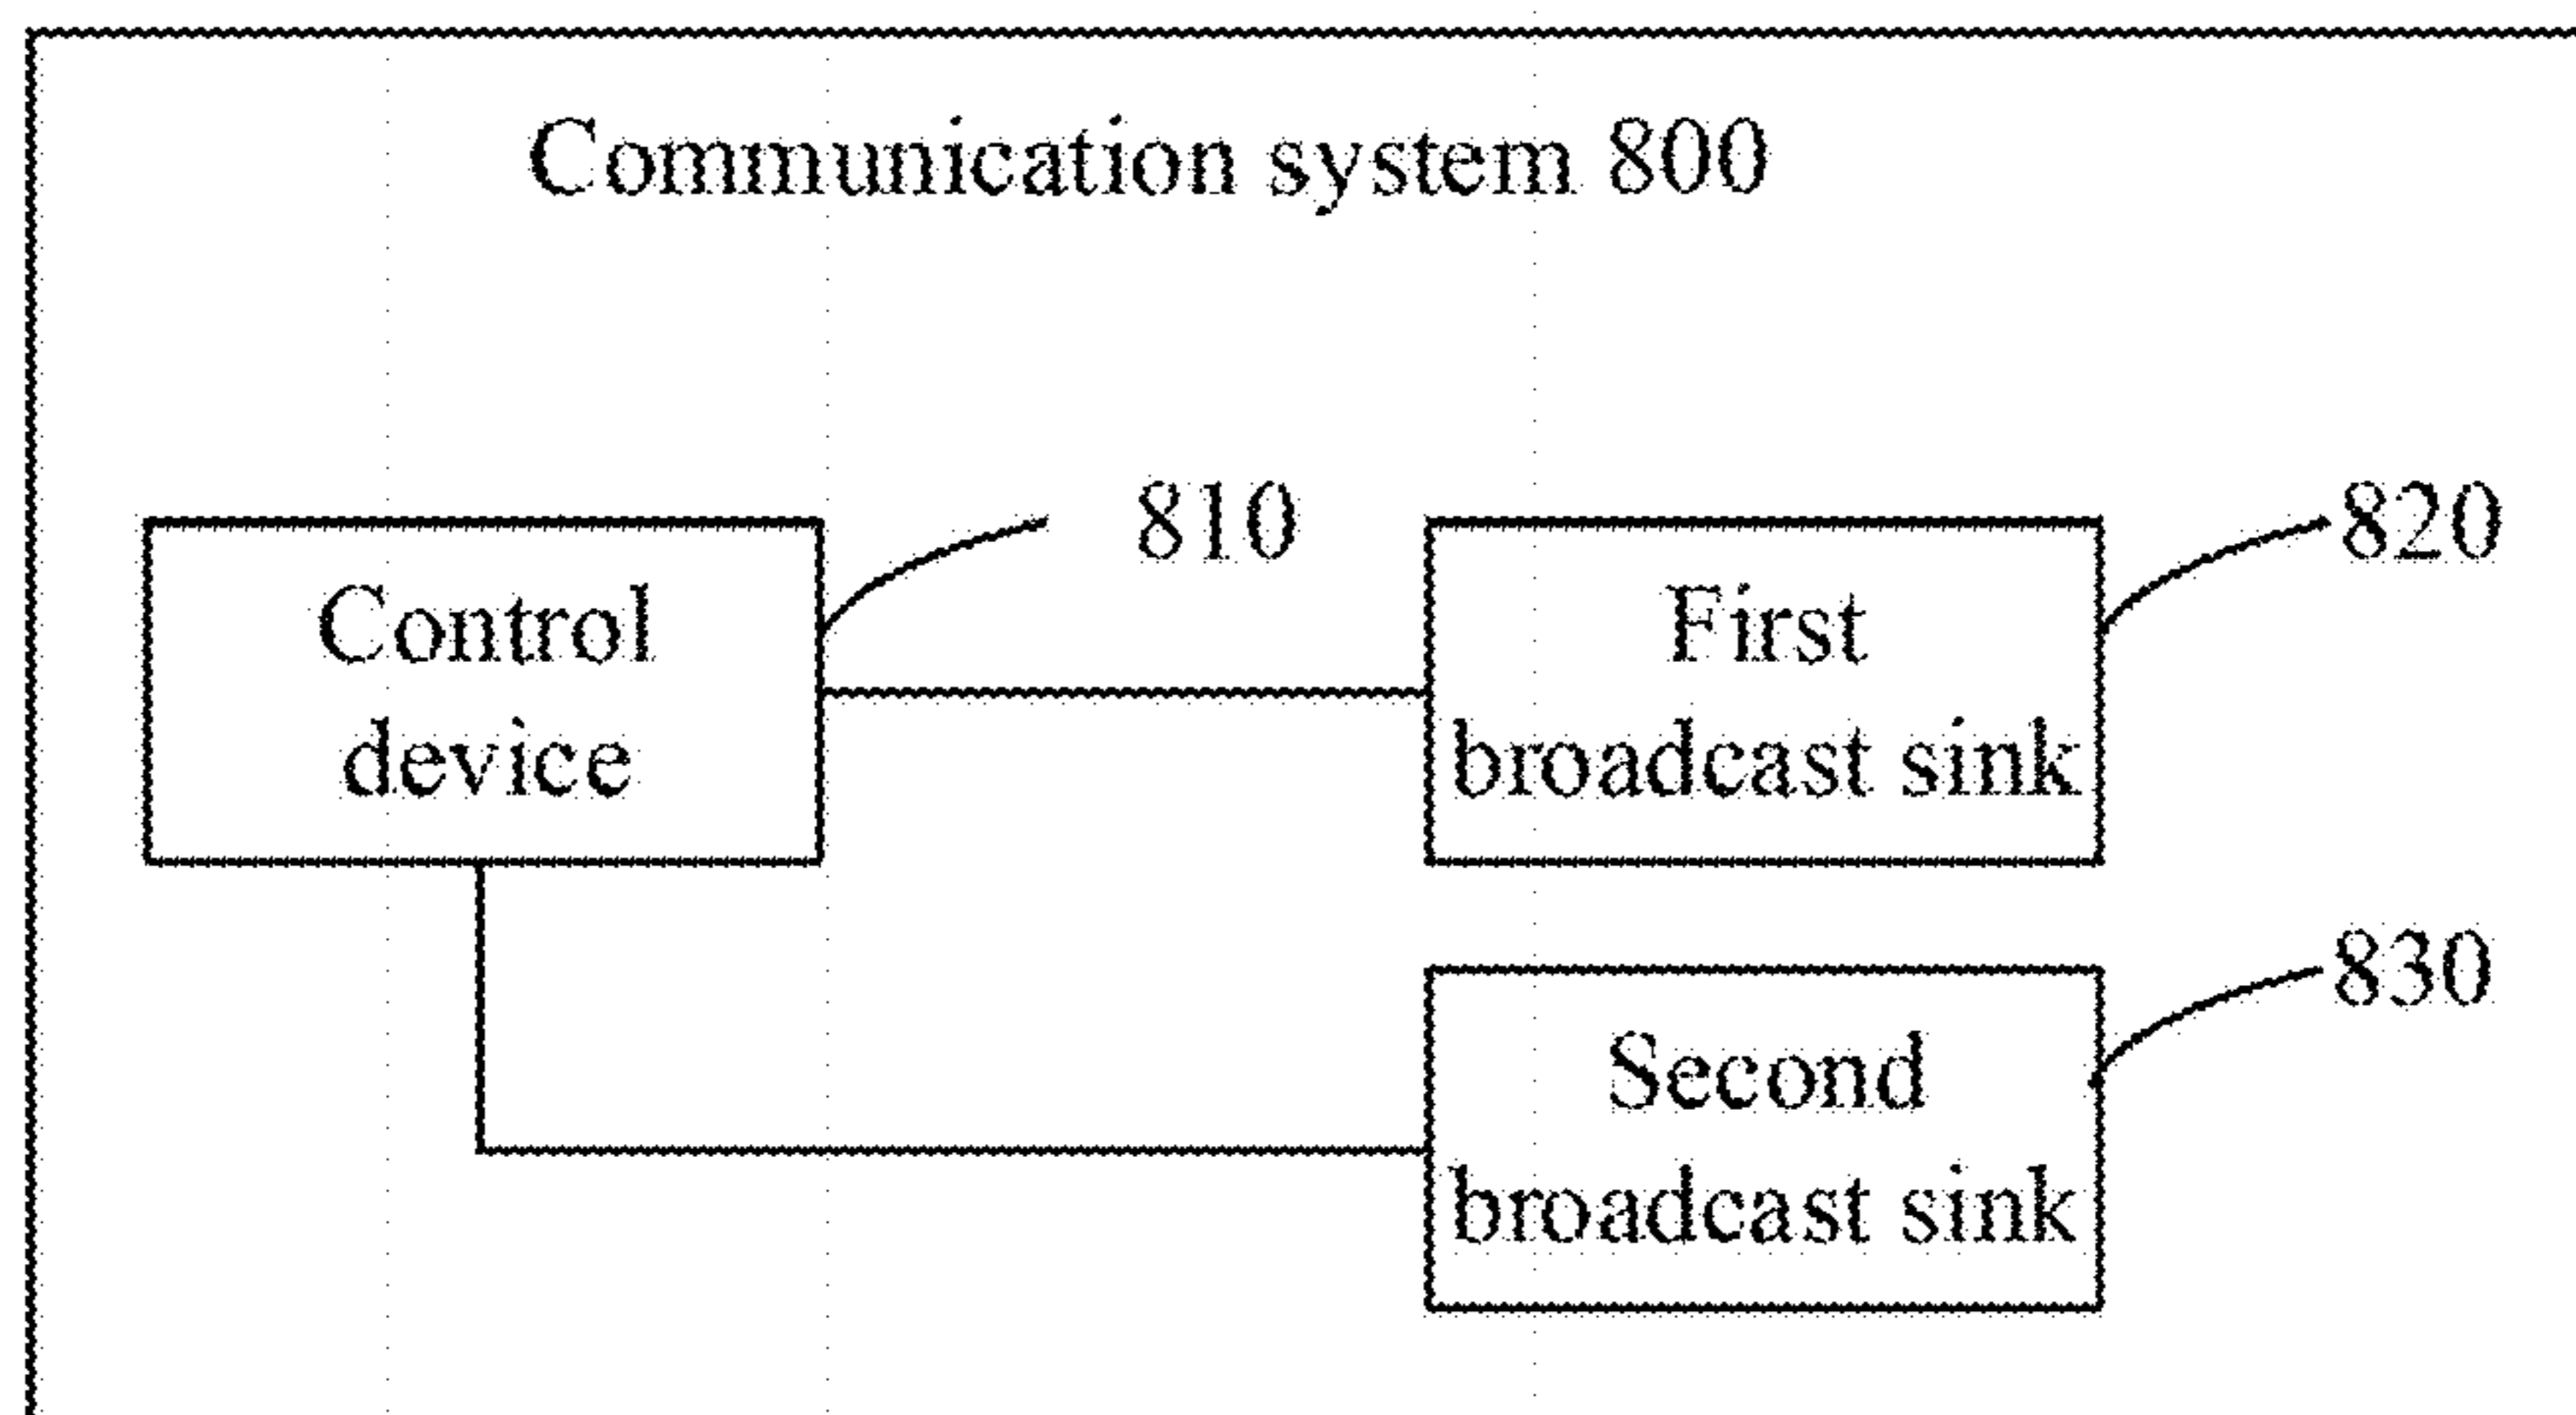 Communication system 800
810
820
Control
device
First
broadcast sink
830
Second
broadcast sink